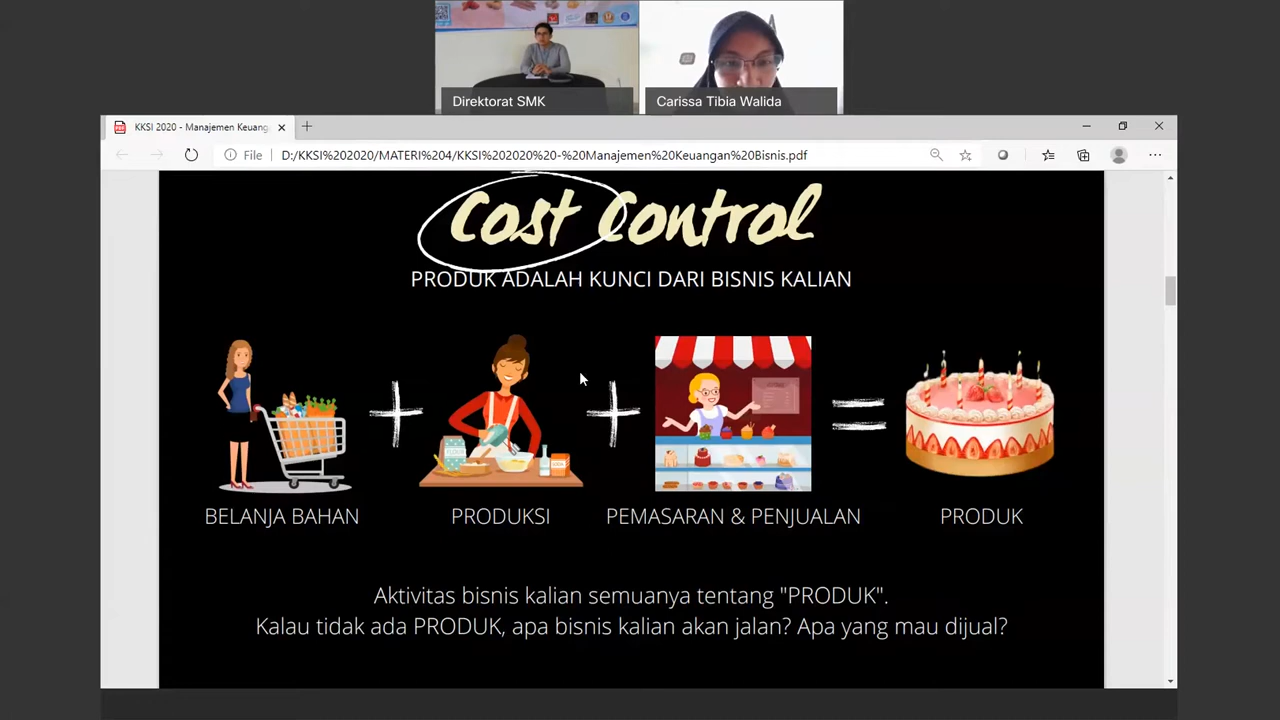 Direktorat SMK
Carissa Tibia Walida
KKSI 2020 - Manajemen Keuang
File
D:/KKSI%202020/MATERI%204/KKSI%202020%20-%20Manajemen%20Keuangan%20Bisnis.pdf
Cost Control
PRODUK ADALAH KUNCI DARI BISNIS KALIAN
BELANJA BAHAN
PRODUKSI
PEMASARAN & PENJUALAN
PRODUK
Aktivitas bisnis kalian semuanya tentang "PRODUK".
Kalau tidak ada PRODUK, apa bisnis kalian akan jalan? Apa yang mau dijual?